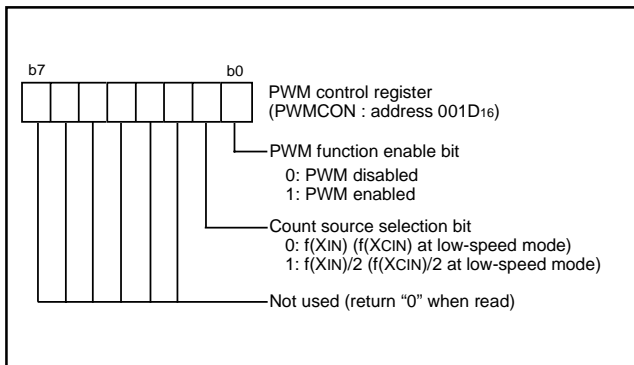 b7 b0
PWM control register
(PWMCON : address 001D16)
PWM function enable bit
0: PWM disabled
1: PWM enabled
Count source selection bit
0: f(XIN) (f(XCIN) at low-speed mode)
1: f(XIN)/2 (f(XCIN)/2 at low-speed mode)
Not used (return “0” when read)